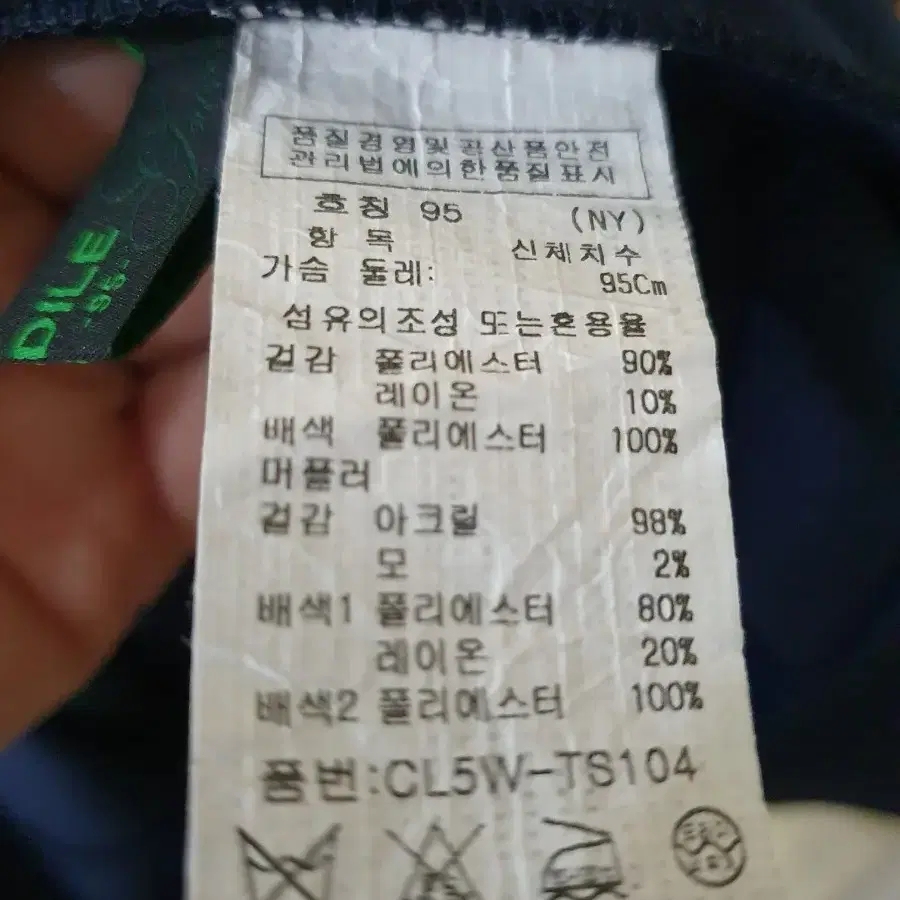 품질경영및공산품안전
관리법에의한품질표시
호칭 95 (NY)
항 목 신체치수
가슴 둘레: 95Cm
섬유의조성 또는혼용율
겉감 폴리에스터 90%
레이온 10%
배색 폴리에스터 100%
머플러
겉감 아크릴 98%
모 2%
배색1 폴리에스터 80%
레이온 20%
배색2 폴리에스터 100%
품번:CL5W-TS104
DILE
-95-